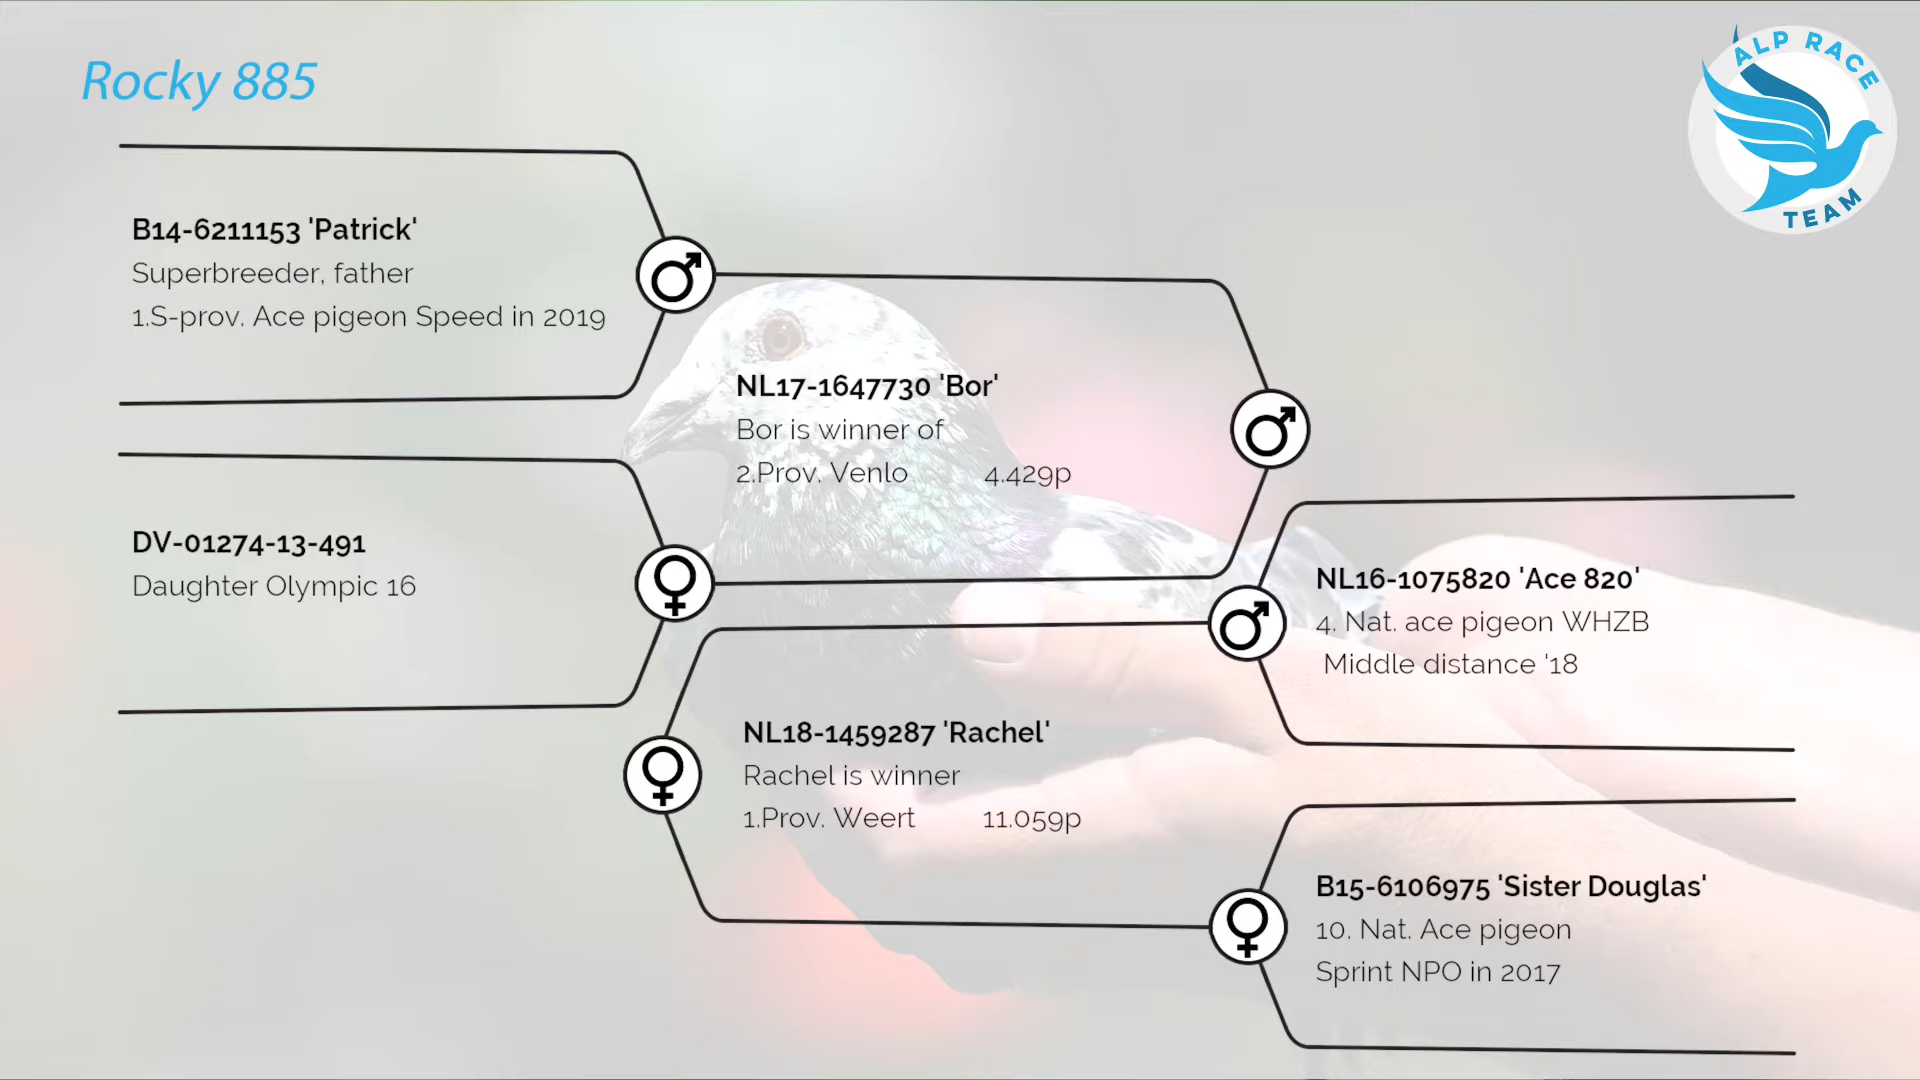 Rocky 885
ALP RACE
TEAM
B14-6211153 'Patrick'
Superbreeder, father
1.S-prov. Ace pigeon Speed in 2019
NL17-1647730 'Bor'
Bor is winner of
2.Prov. Venlo 4.429p
DV-01274-13-491
Daughter Olympic 16
NL16-1075820 'Ace 820'
4. Nat. ace pigeon WHZB
Middle distance '18
NL18-1459287 'Rachel'
Rachel is winner
1.Prov. Weert 11.059p
B15-6106975 'Sister Douglas'
10. Nat. Ace pigeon
Sprint NPO in 2017